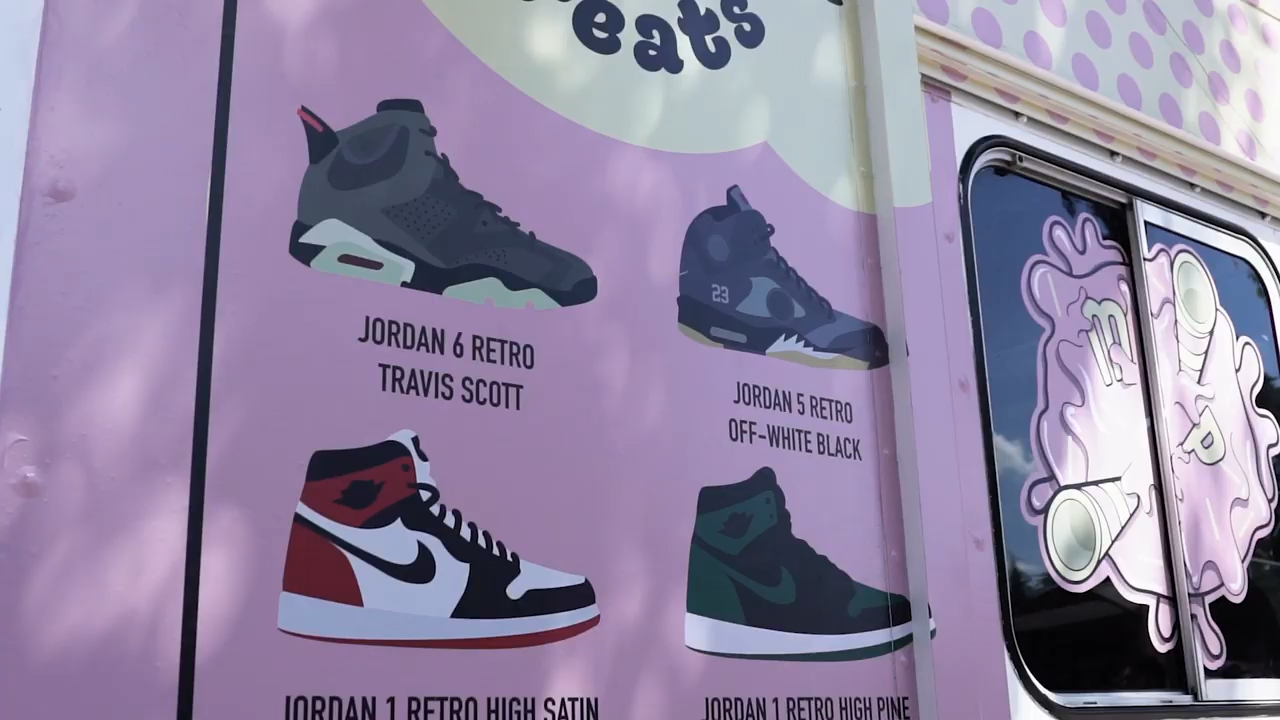 eats
JORDAN 6 RETRO
TRAVIS SCOTT
23
JORDAN 5 RETRO
OFF-WHITE BLACK
JORDAN 1 RETRO HIGH SATIN
JORDAN 1 RETRO HIGH PINE